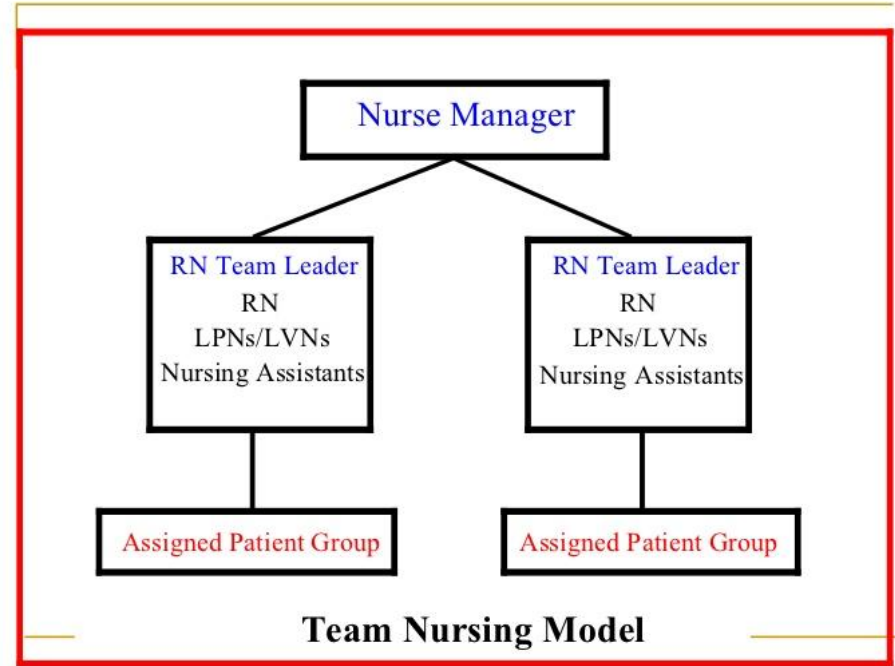 Nurse Manager
RN Team Leader
RN
LPNs/LVNs
Nursing Assistants
RN Team Leader
RN
LPNs/LVNs
Nursing Assistants
Assigned Patient Group
Assigned Patient Group
Team Nursing Model